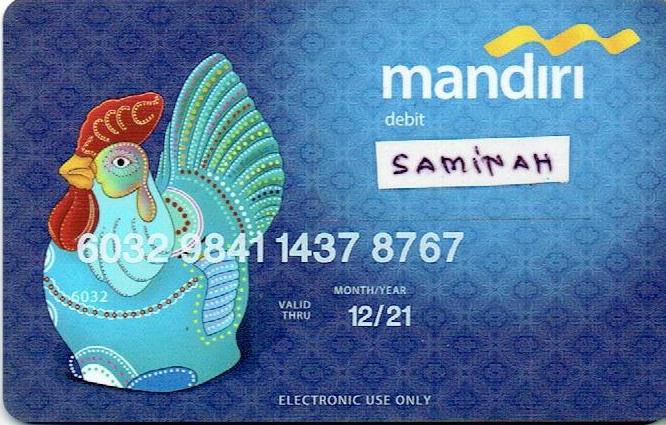 mandiri
debit
SAMINAH
6032 9841 1437 8767
6032
MONTH/YEAR
VALID THRU 12/21
ELECTRONIC USE ONLY